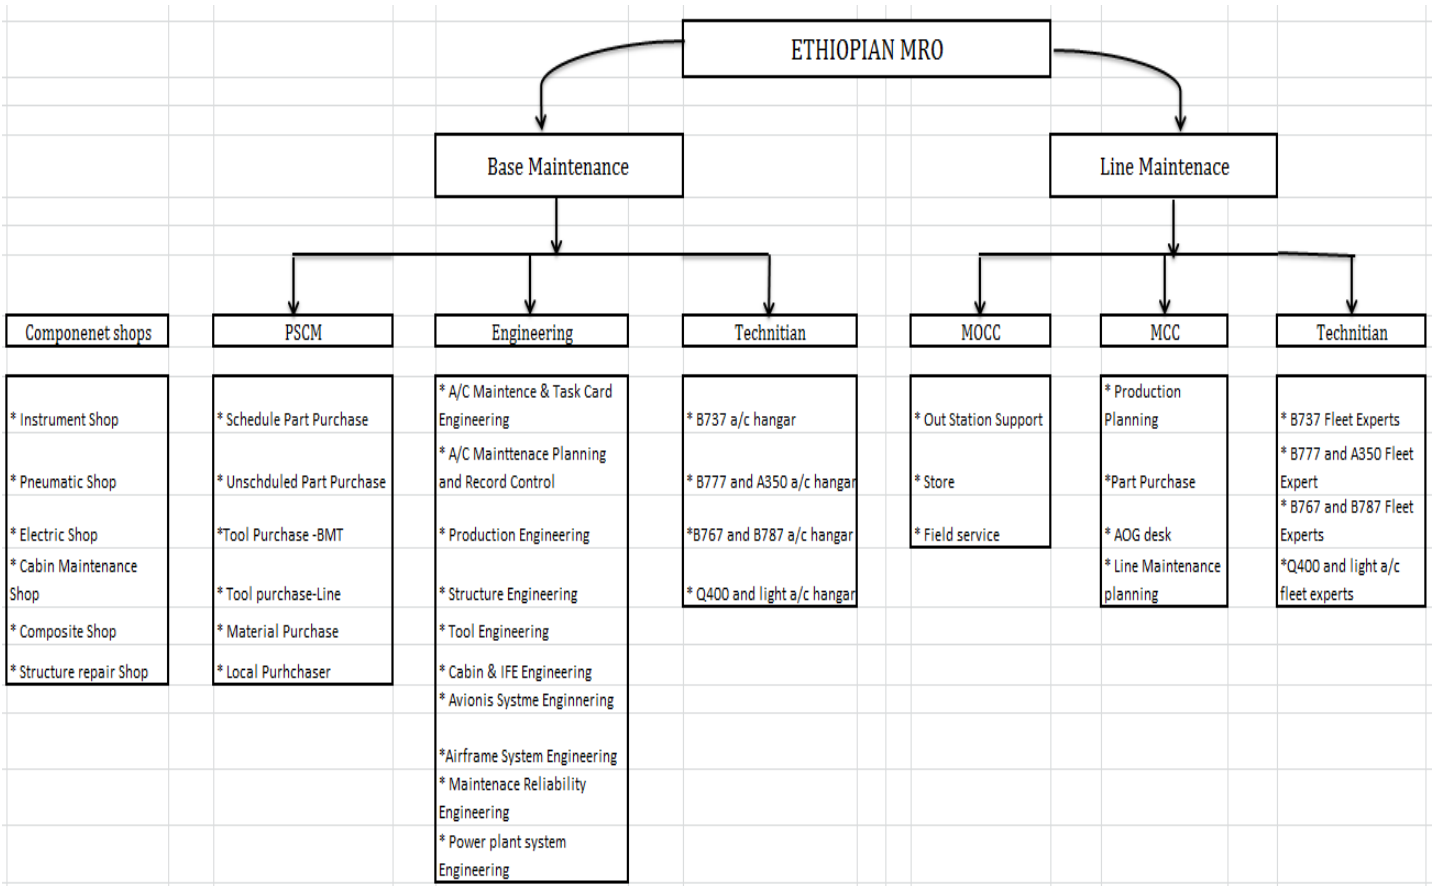 ETHIOPIAN MRO
Base Maintenance
Line Maintenace
Componenet shops
PSCM
Engineering
Technitian
MOCC
MCC
Technitian
* Instrument Shop
* Pneumatic Shop
* Electric Shop
* Cabin Maintenance
Shop
* Composite Shop
* Structure repair Shop
* Schedule Part Purchase
* Unschduled Part Purchase
*Tool Purchase -BMT
* Tool purchase-Line
* Material Purchase
* Local Purhchaser
* A/C Maintence & Task Card
Engineering
* A/C Mainttenace Planning
and Record Control
* Production Engineering
* Structure Engineering
* Tool Engineering
* Cabin & IFE Engineering
* Avionis Systme Enginnering
*Airframe System Engineering
* Maintenace Reliability
Engineering
* Power plant system
Engineering
* B737 a/c hangar
* B777 and A350 a/c hangar
*B767 and B787 a/c hangar
* Q400 and light a/c hangar
* Out Station Support
* Store
* Field service
* Production
Planning
*Part Purchase
* AOG desk
* Line Maintenance
planning
* B737 Fleet Experts
* B777 and A350 Fleet
Expert
* B767 and B787 Fleet
Experts
*Q400 and light a/c
fleet experts